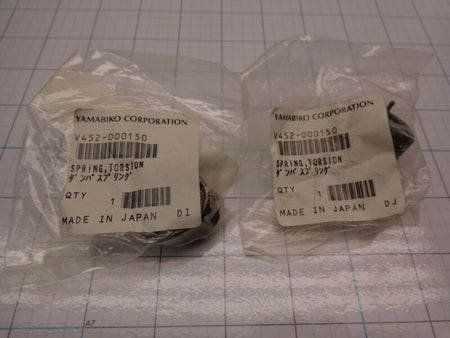 YAMABIKO CORPORATION
V452-000150
SPRING,TORSION
ﾀﾞﾝﾊﾟｽﾌﾟﾘﾝｸﾞ
QTY 1
MADE IN JAPAN DI
YAMABIKO CORPORATION
V452-000150
SPRING,TORSION
ﾀﾞﾝﾊﾟｽﾌﾟﾘﾝｸﾞ
QTY 1
MADE IN JAPAN DJ
A7